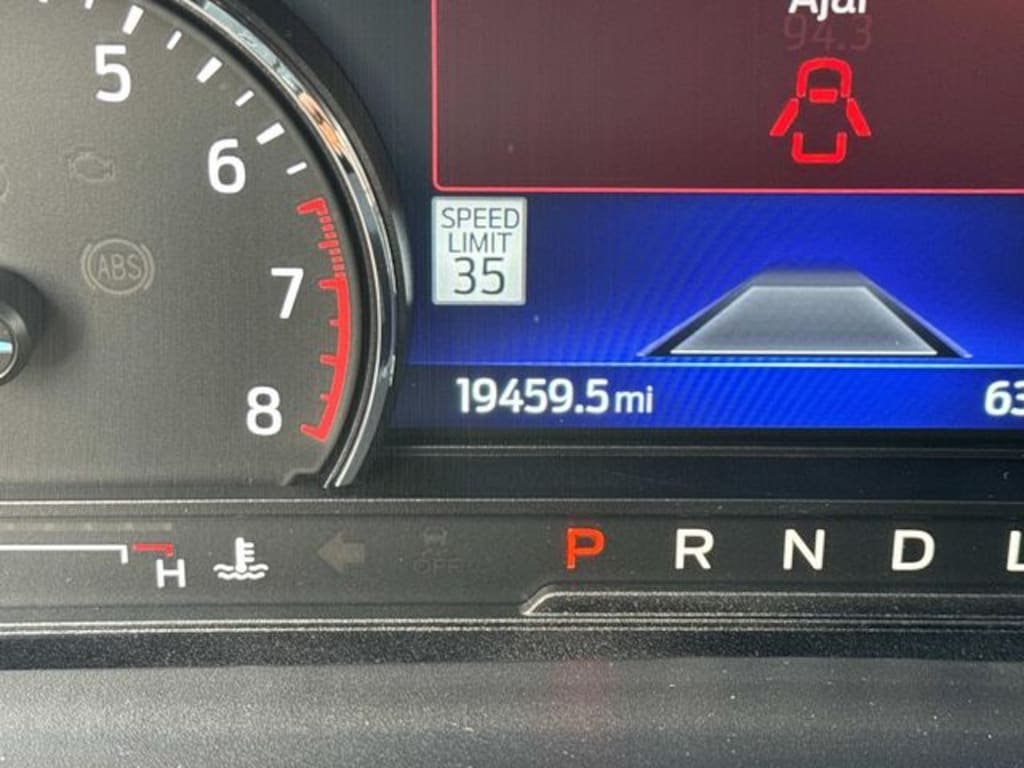 Ajar
94.3
5
6
7
8
ABS
SPEED
LIMIT
35
19459.5 mi
63
H
OFF
P R N D L